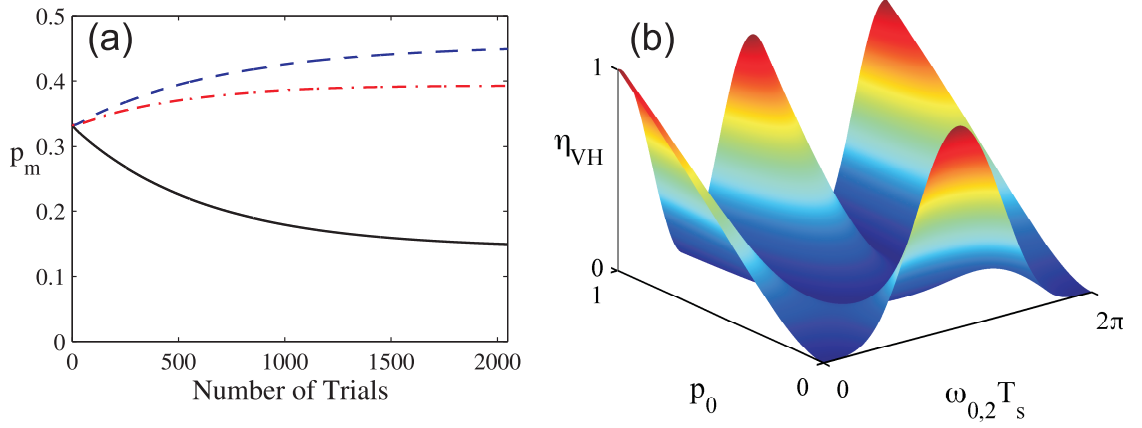 (a)
0.5
0.4
0.3
0.2
0.1
0
p_m
0 500 1000 1500 2000
Number of Trials
(b)
1
η_VH
0
1
p_0
0
0
ω_0,2 T_s
2π